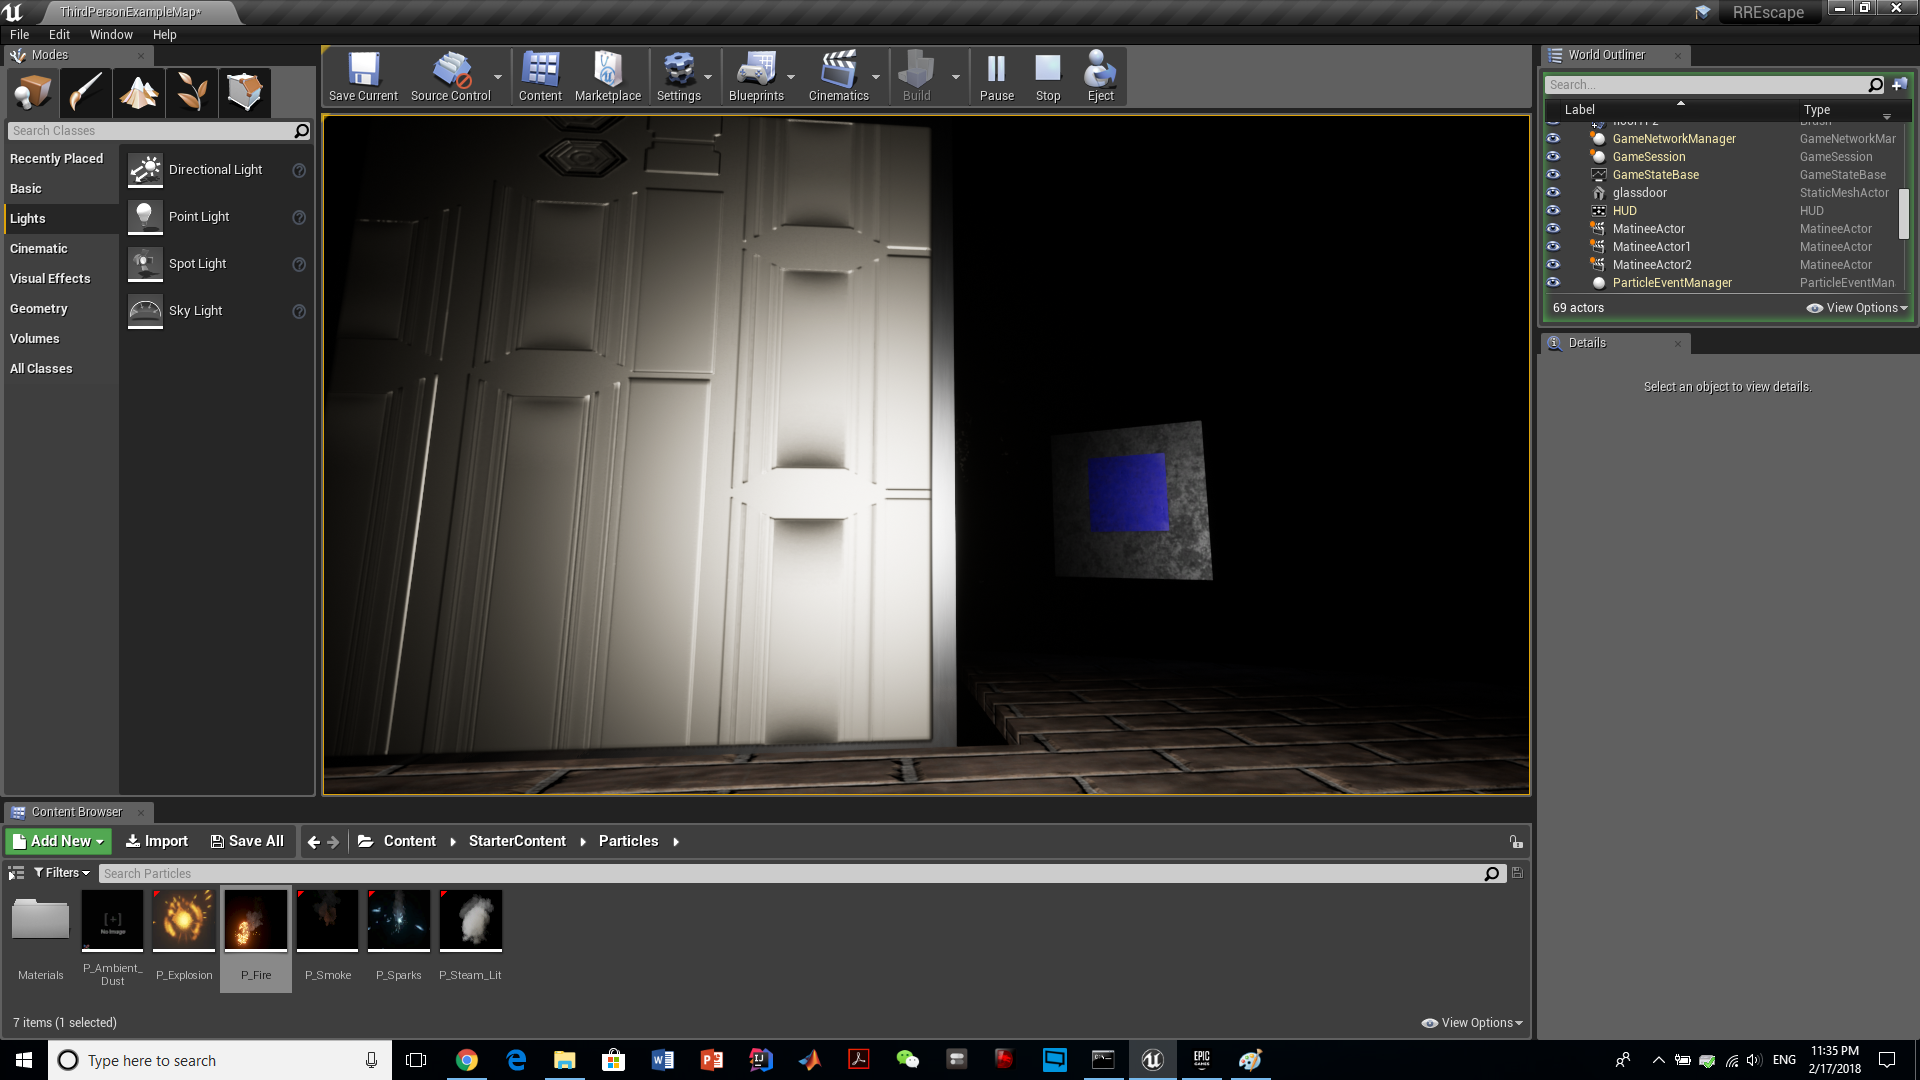 ThirdPersonExampleMap*
RREscape
File Edit Window Help
Modes
Search Classes
Recently Placed
Basic
Lights
Cinematic
Visual Effects
Geometry
Volumes
All Classes
Directional Light
Point Light
Spot Light
Sky Light
Save Current Source Control Content Marketplace Settings Blueprints Cinematics Build Pause Stop Eject
World Outliner
Search...
Label Type
GameNetworkManager GameNetworkMar
GameSession GameSession
GameStateBase GameStateBase
glassdoor StaticMeshActor
HUD HUD
MatineeActor MatineeActor
MatineeActor1 MatineeActor
MatineeActor2 MatineeActor
ParticleEventManager ParticleEventMan
69 actors View Options
Details
Select an object to view details.
Content Browser
Add New Import Save All Content StarterContent Particles
Filters Search Particles
Materials
P_Ambient_
Dust
P_Explosion
P_Fire
P_Smoke
P_Sparks
P_Steam_Lit
7 items (1 selected) View Options
Type here to search
ENG
11:35 PM
2/17/2018